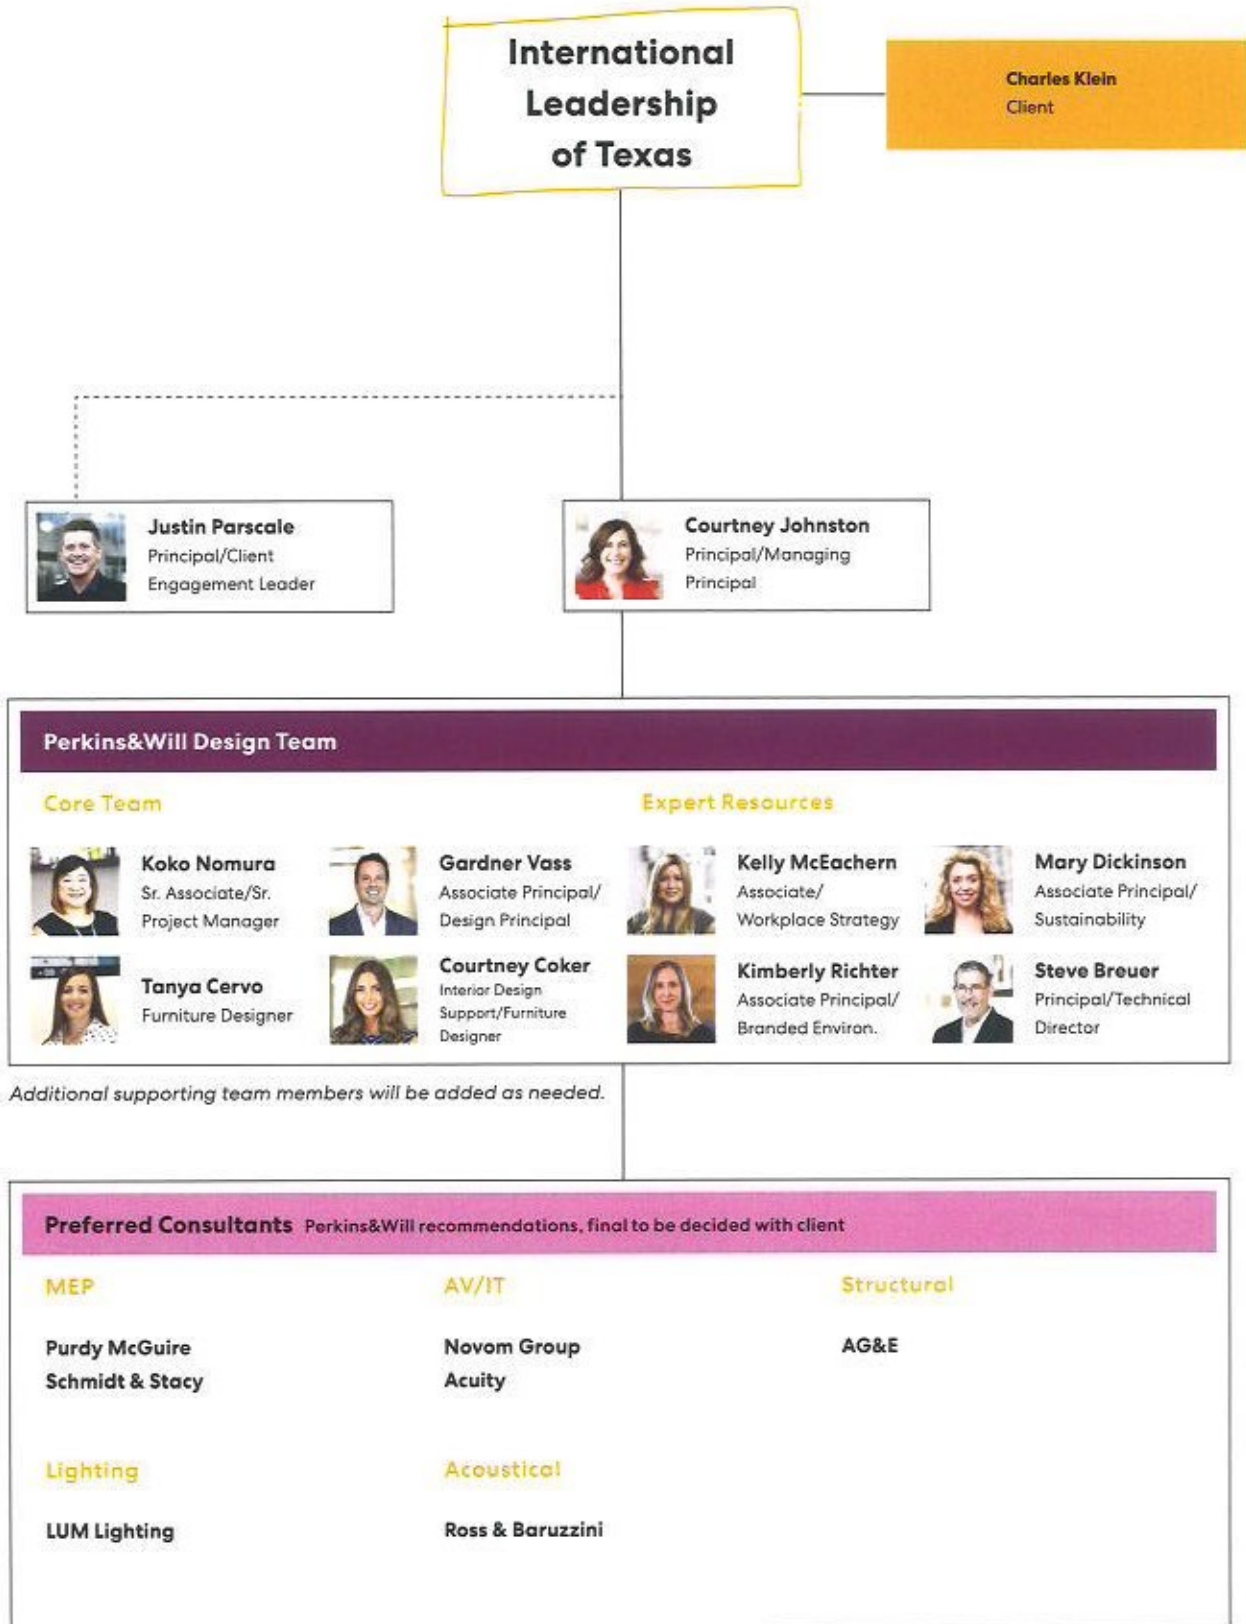 International
Leadership
of Texas
Charles Klein
Client
Justin Parscale
Principal/Client
Engagement Leader
Courtney Johnston
Principal/Managing
Principal
Perkins&Will Design Team
Core Team
Koko Nomura
Sr. Associate/Sr.
Project Manager
Gardner Vass
Associate Principal/
Design Principal
Tanya Cervo
Furniture Designer
Courtney Coker
Interior Design
Support/Furniture
Designer
Expert Resources
Kelly McEachern
Associate/
Workplace Strategy
Mary Dickinson
Associate Principal/
Sustainability
Kimberly Richter
Associate Principal/
Branded Environ.
Steve Breuer
Principal/Technical
Director
Additional supporting team members will be added as needed.
Preferred Consultants Perkins&Will recommendations, final to be decided with client
MEP
Purdy McGuire
Schmidt & Stacy
AV/IT
Novom Group
Acuity
Structural
AG&E
Lighting
LUM Lighting
Acoustical
Ross & Baruzzini